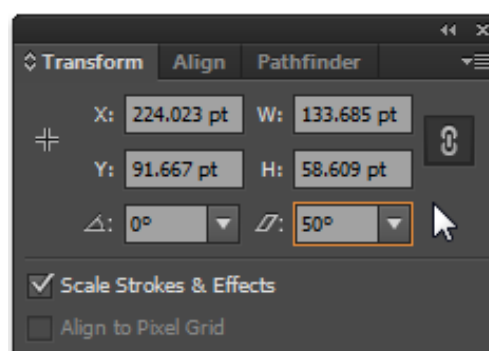 Transform Align Pathfinder
X: 224.023 pt W: 133.685 pt
Y: 91.667 pt H: 58.609 pt
0° 50°
Scale Strokes & Effects
Align to Pixel Grid